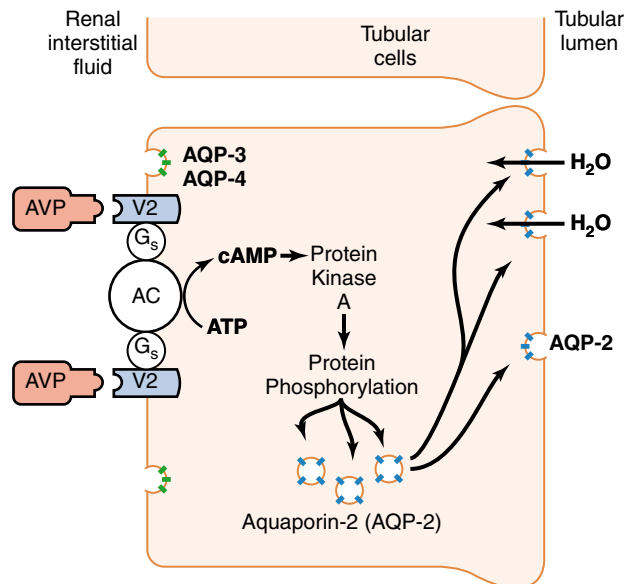 Renal
interstitial
fluid
Tubular
cells
Tubular
lumen
AQP-3
AQP-4
H₂O
AVP
V2
Gₛ
H₂O
cAMP
Protein
Kinase
A
AC
ATP
Gₛ
AQP-2
AVP
V2
Protein
Phosphorylation
Aquaporin-2 (AQP-2)